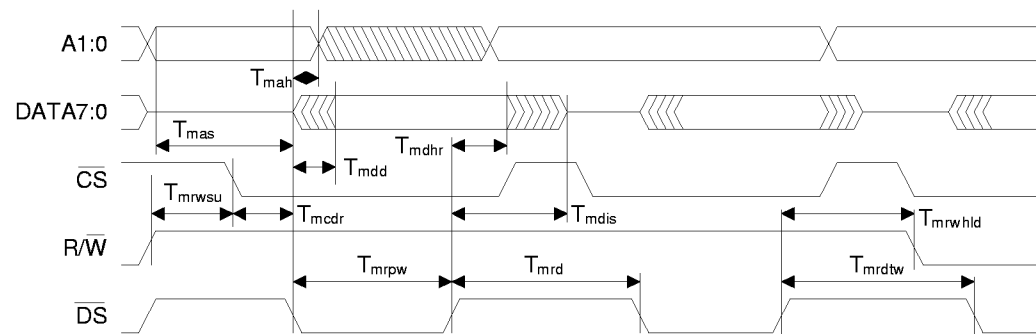 A1:0
Tmah
DATA7:0
Tmas
Tmdhr
Tmdd
CS
Tmrwsu
Tmcdr
Tmdis
Tmrwhld
R/W
Tmrpw
Tmrd
Tmrdtw
DS